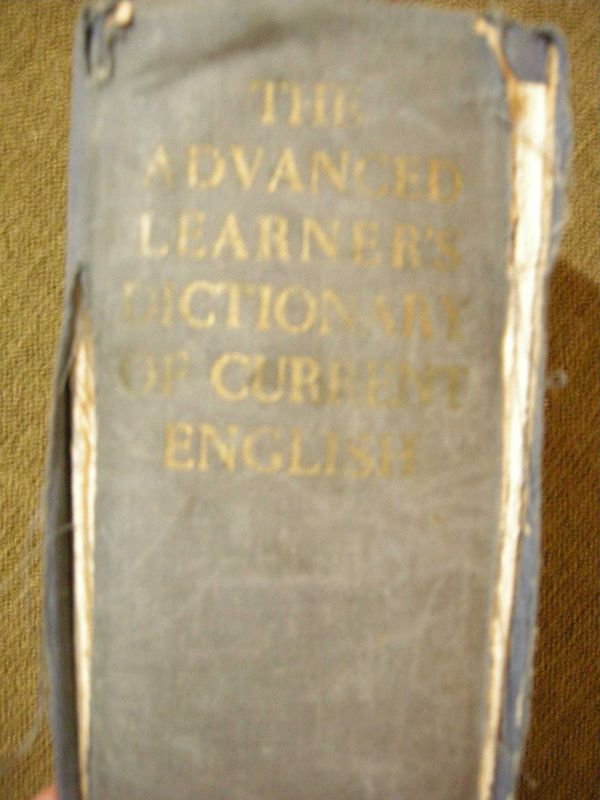 THE
ADVANCED
LEARNER'S
DICTIONARY
OF CURRENT
ENGLISH